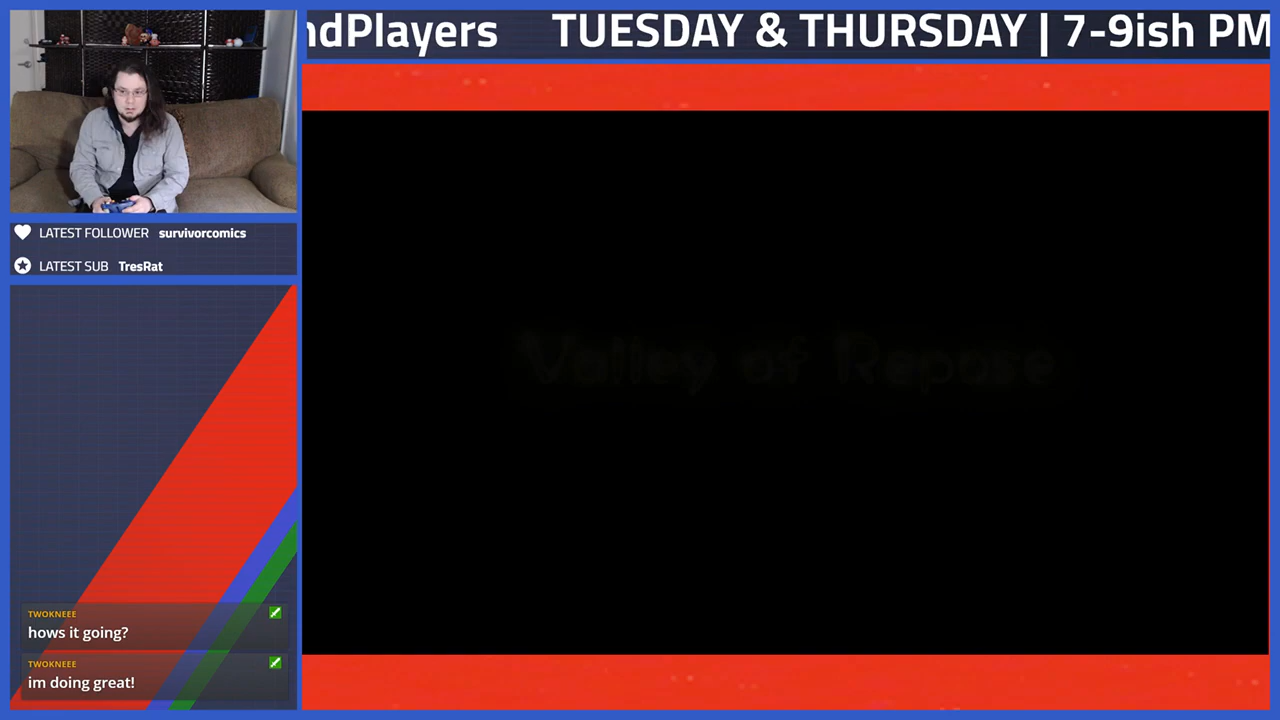 ndPlayers TUESDAY & THURSDAY | 7-9ish PM
LATEST FOLLOWER survivorcomics
LATEST SUB TresRat
Valley of Repose
TWOKNEEE
hows it going?
TWOKNEEE
im doing great!